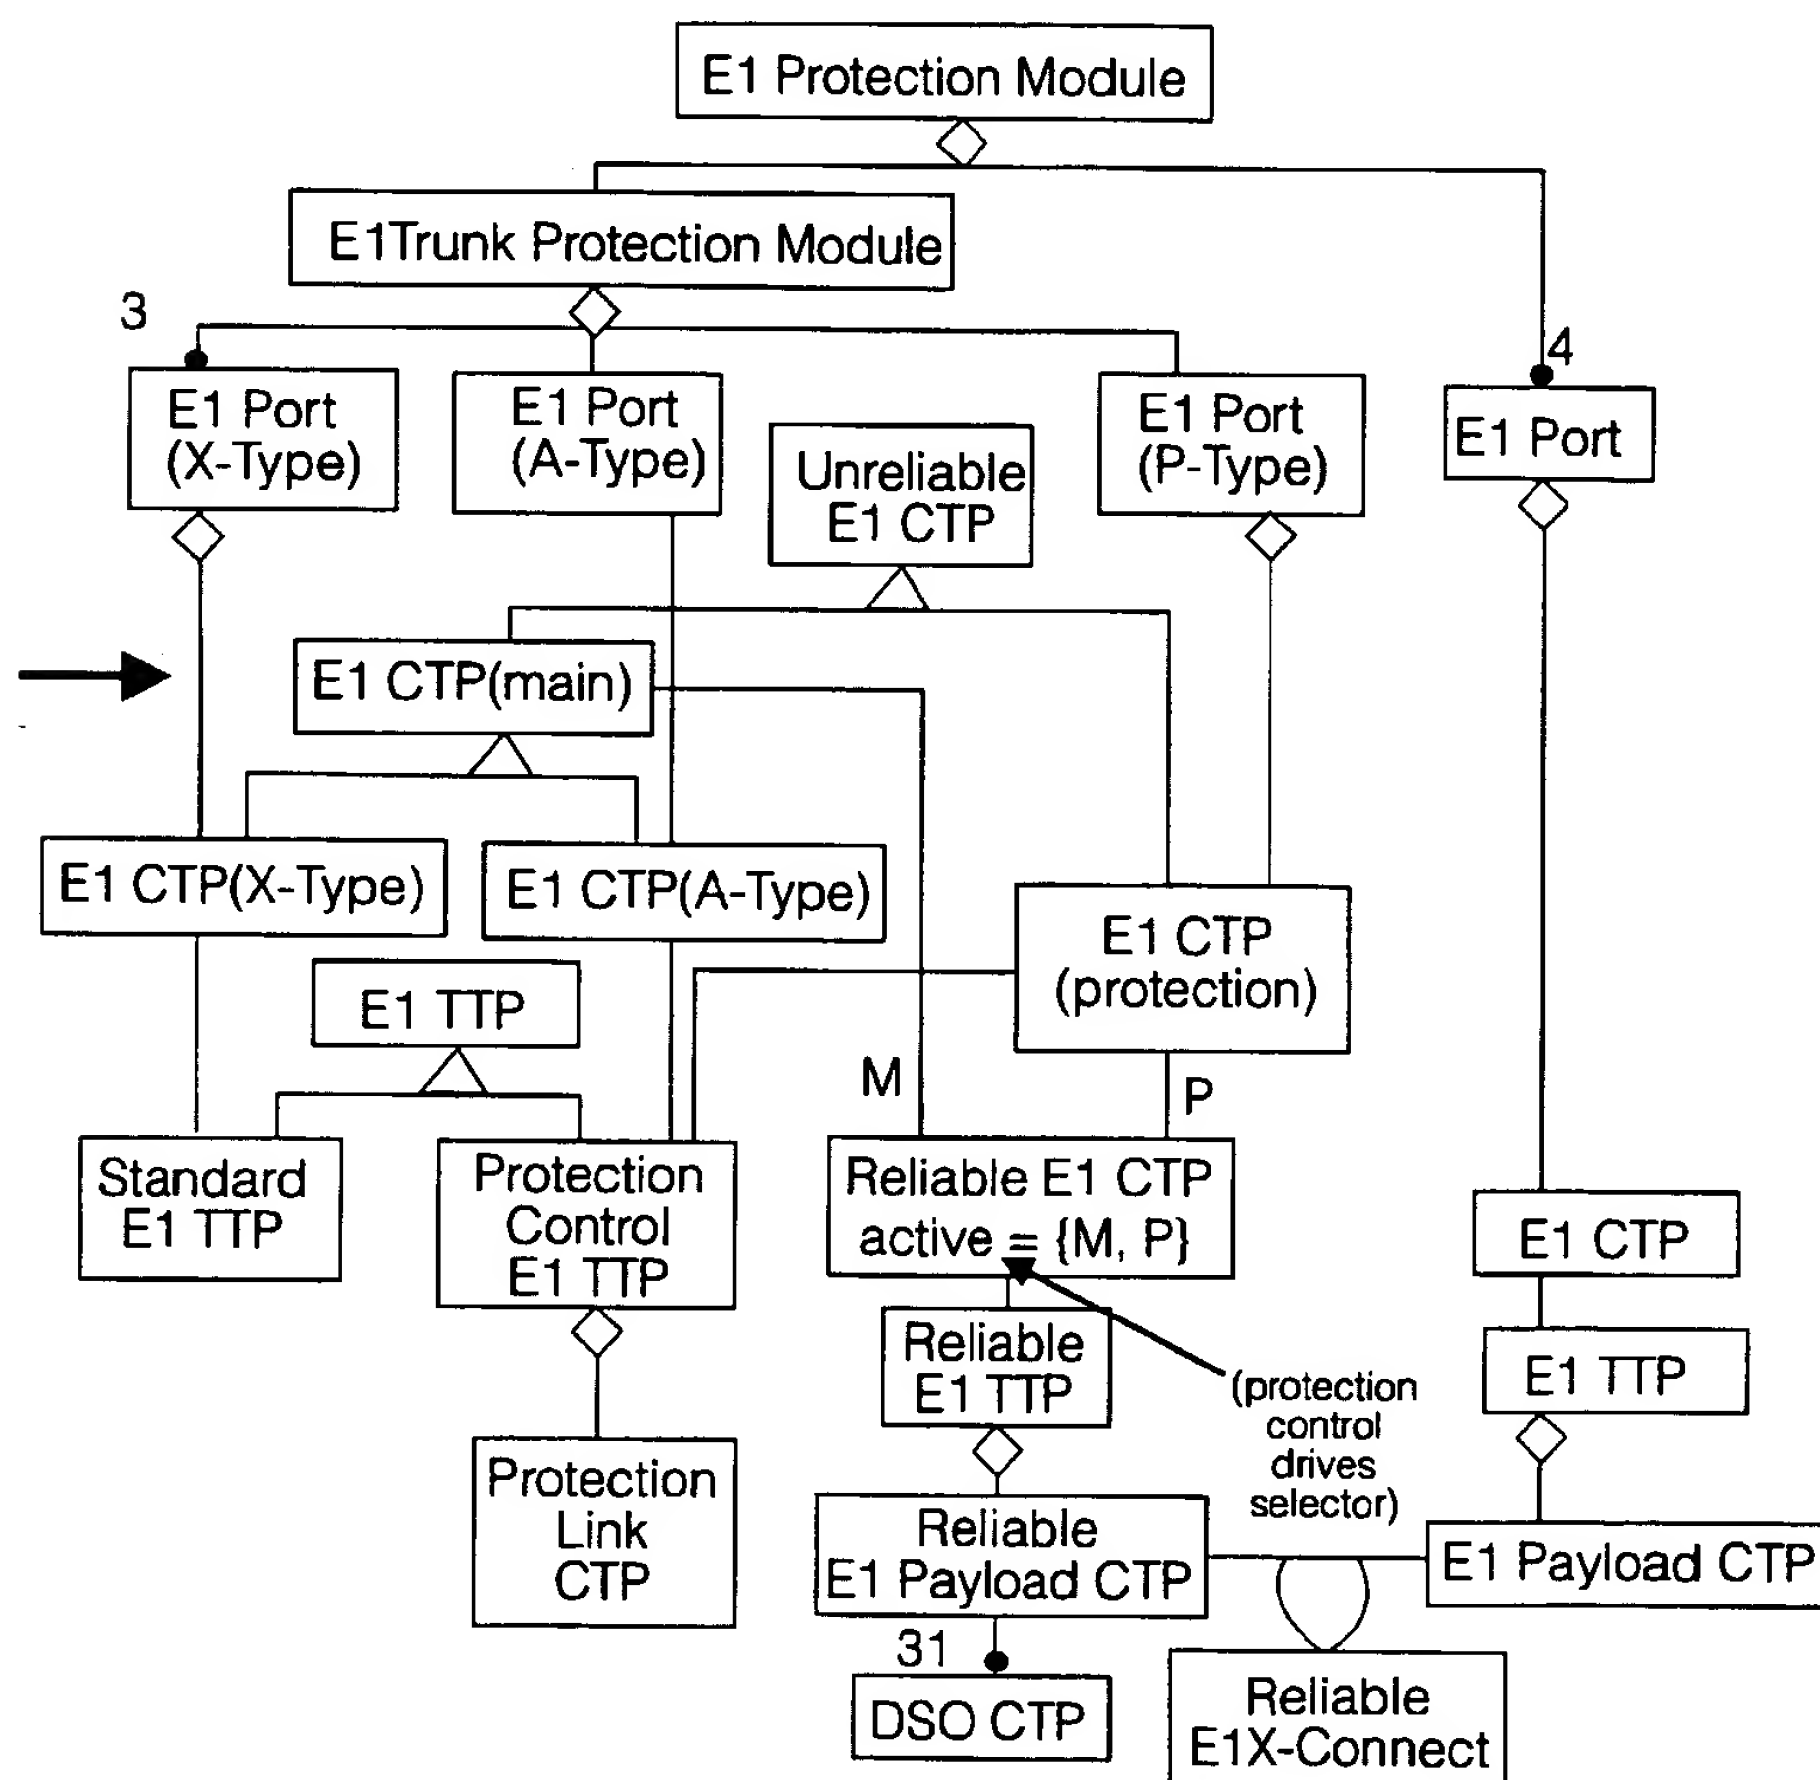 E1 Protection Module
E1Trunk Protection Module
3
4
E1 Port
(X-Type)
E1 Port
(A-Type)
Unreliable
E1 CTP
E1 Port
(P-Type)
E1 Port
E1 CTP(main)
E1 CTP(X-Type)
E1 CTP(A-Type)
E1 CTP
(protection)
E1 TTP
M
P
Standard
E1 TTP
Protection
Control
E1 TTP
Reliable E1 CTP
active = {M, P}
E1 CTP
Reliable
E1 TTP
(protection
control
drives
selector)
E1 TTP
Protection
Link
CTP
Reliable
E1 Payload CTP
E1 Payload CTP
31
DSO CTP
Reliable
E1X-Connect